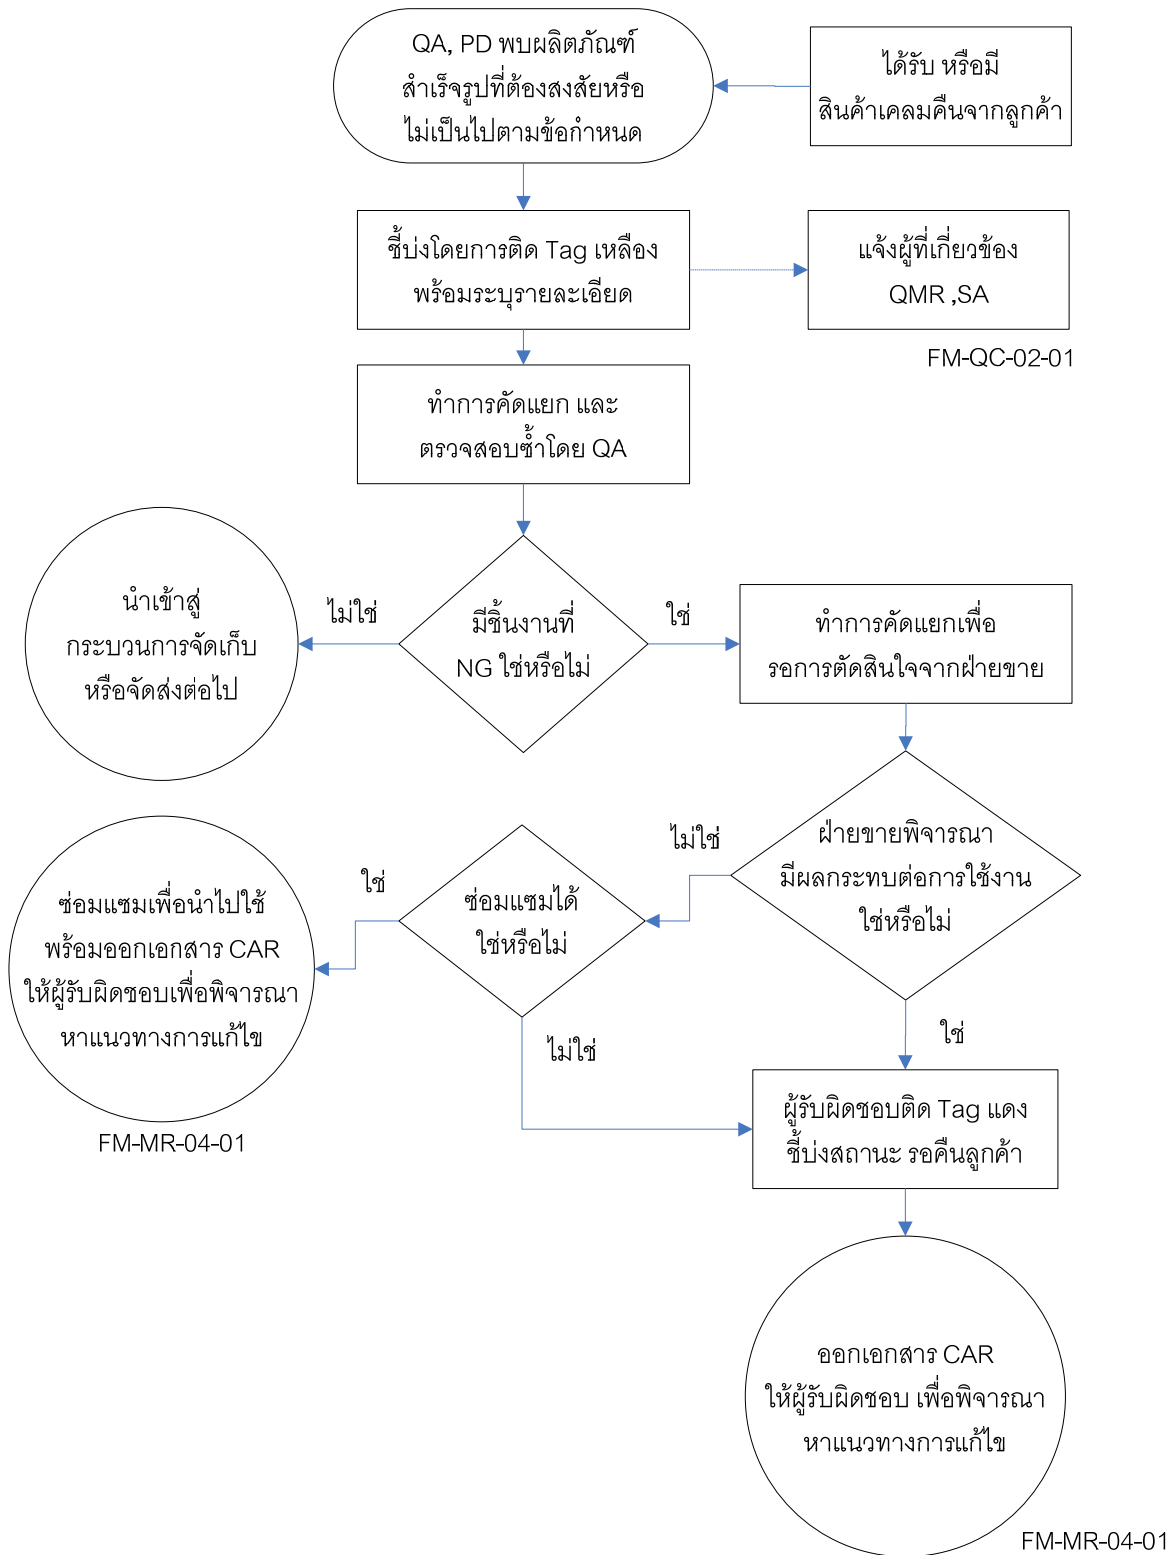 QA, PD พบผลิตภัณฑ์
สำเร็จรูปที่ต้องสงสัยหรือ
ไม่เป็นไปตามข้อกำหนด
ได้รับ หรือมี
สินค้าเคลมคืนจากลูกค้า
ชี้บ่งโดยการติด Tag เหลือง
พร้อมระบุรายละเอียด
แจ้งผู้ที่เกี่ยวข้อง
QMR ,SA
FM-QC-02-01
ทำการคัดแยก และ
ตรวจสอบซ้ำโดย QA
นำเข้าสู่
กระบวนการจัดเก็บ
หรือจัดส่งต่อไป
ไม่ใช่
มีชิ้นงานที่
NG ใช่หรือไม่
ใช่
ทำการคัดแยกเพื่อ
รอการตัดสินใจจากฝ่ายขาย
ฝ่ายขายพิจารณา
มีผลกระทบต่อการใช้งาน
ใช่หรือไม่
ไม่ใช่
ซ่อมแซมได้
ใช่หรือไม่
ใช่
ซ่อมแซมเพื่อนำไปใช้
พร้อมออกเอกสาร CAR
ให้ผู้รับผิดชอบเพื่อพิจารณา
หาแนวทางการแก้ไข
FM-MR-04-01
ไม่ใช่
ใช่
ผู้รับผิดชอบติด Tag แดง
ชี้บ่งสถานะ รอคืนลูกค้า
ออกเอกสาร CAR
ให้ผู้รับผิดชอบ เพื่อพิจารณา
หาแนวทางการแก้ไข
FM-MR-04-01